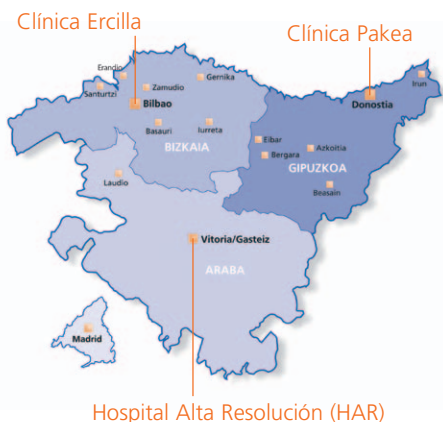 Clínica Ercilla
Clínica Pakea
Erandio
Gernika
Irun
Santurtzi
Zamudio
Donostia
Bilbao
Basauri
Iurreta
Eibar
Azkoitia
BIZKAIA
Bergara
GIPUZKOA
Laudio
Beasain
Vitoria/Gasteiz
ARABA
Madrid
Hospital Alta Resolución (HAR)